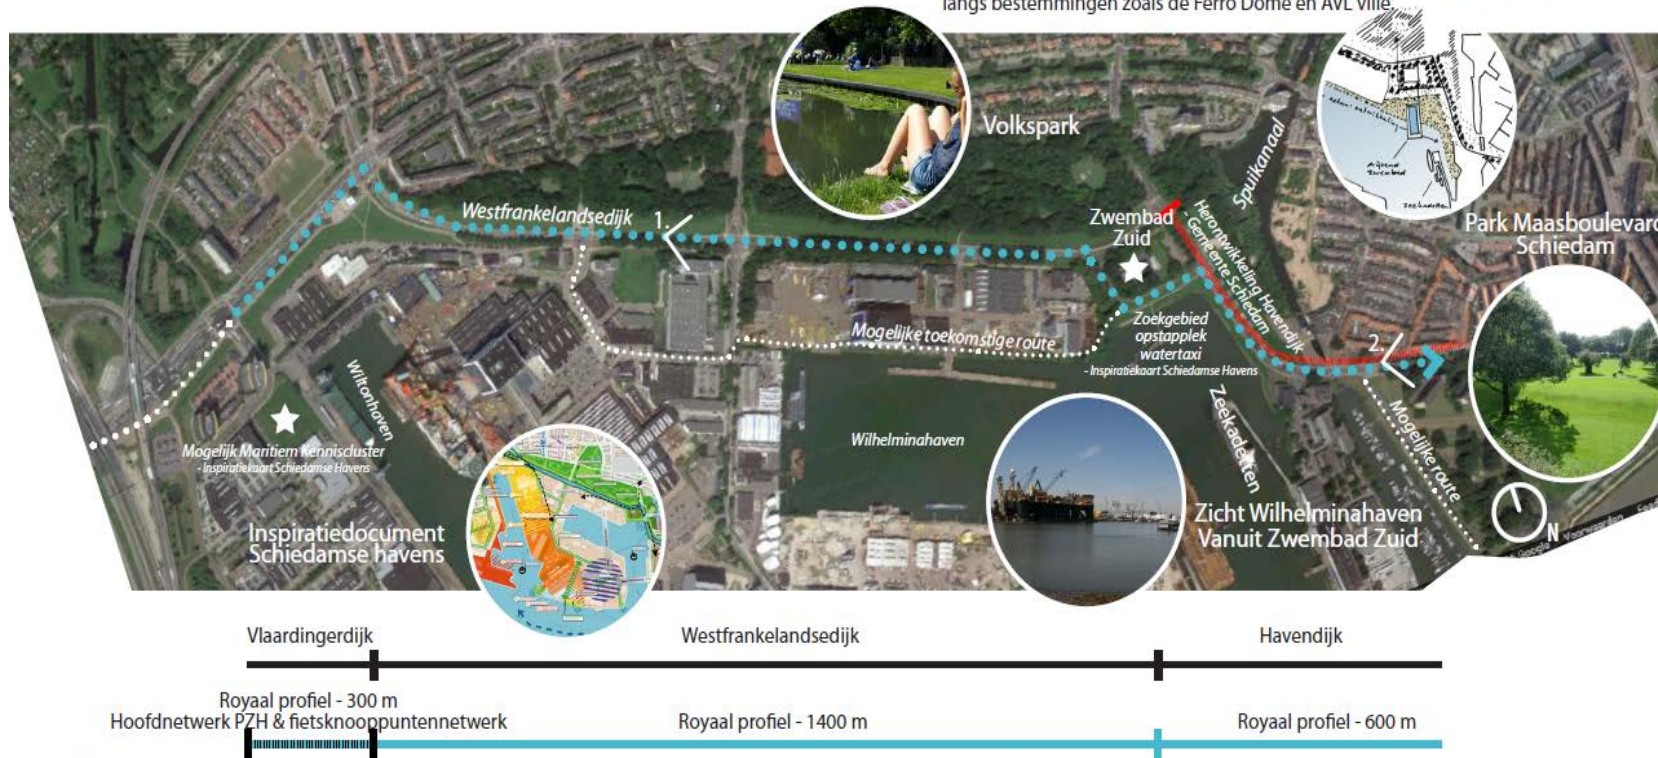 langs bestemmingen zoals de Ferro Dome en AVL Ville.
Volkspark
Spuikanaal
Park Maasboulevard
Schiedam
Westfrankelandsedijk
1.
Zwembad
Zuid
Herontwikkeling Havendijk
- Gemeente Schiedam
Zoekgebied
opstapplek
watertaxi
- Inspiratiekaart Schiedamse Havens
Mogelijke toekomstige route
2.
Wiltonhaven
Mogelijk Maritiem Kenniscluster
- Inspiratiekaart Schiedamse Havens
Wilhelminahaven
Zeekadetten
Mogelijke route
Inspiratiedocument
Schiedamse havens
Zicht Wilhelminahaven
Vanuit Zwembad Zuid
N
Google
Voorwaarden
Vlaardingerdijk
Westfrankelandsedijk
Havendijk
Royaal profiel - 300 m
Hoofdnetwerk PZH & fietsknooppuntennetwerk
Royaal profiel - 1400 m
Royaal profiel - 600 m